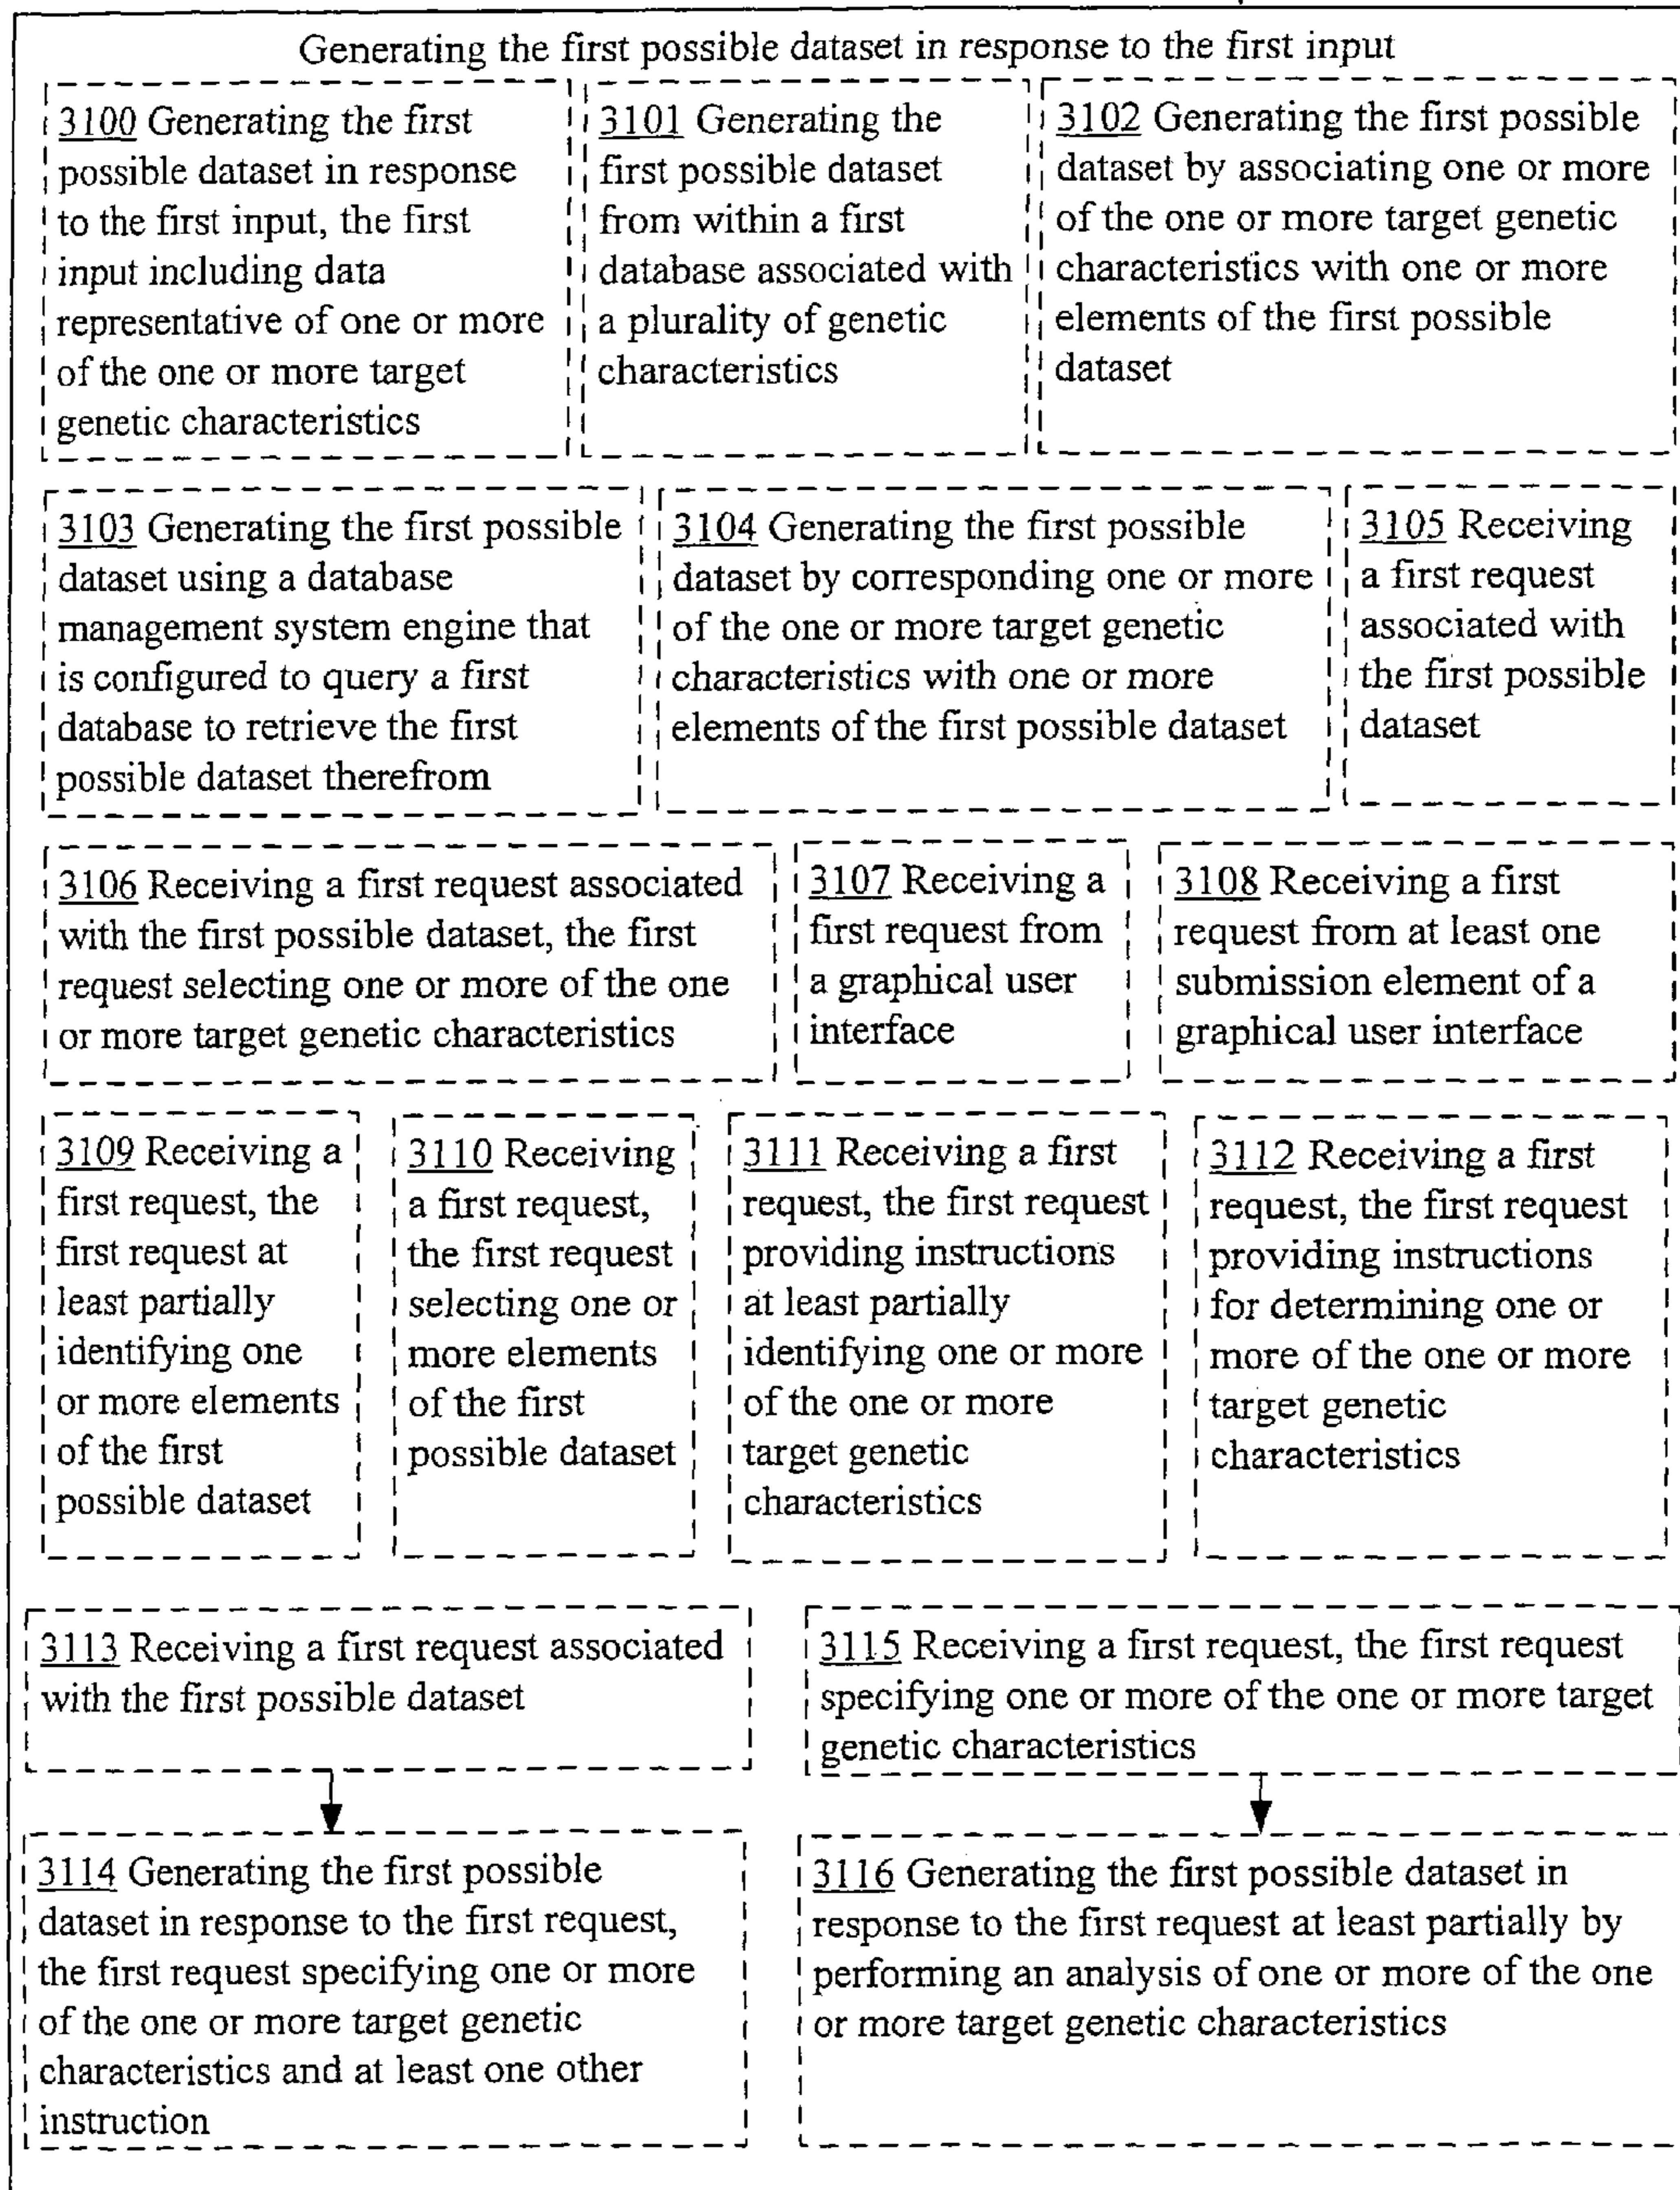 Generating the first possible dataset in response to the first input
3100 Generating the first
possible dataset in response
to the first input, the first
input including data
representative of one or more
of the one or more target
genetic characteristics
3101 Generating the
first possible dataset
from within a first
database associated with
a plurality of genetic
characteristics
3102 Generating the first possible
dataset by associating one or more
of the one or more target genetic
characteristics with one or more
elements of the first possible
dataset
3103 Generating the first possible
dataset using a database
management system engine that
is configured to query a first
database to retrieve the first
possible dataset therefrom
3104 Generating the first possible
dataset by corresponding one or more
of the one or more target genetic
characteristics with one or more
elements of the first possible dataset
3105 Receiving
a first request
associated with
the first possible
dataset
3106 Receiving a first request associated
with the first possible dataset, the first
request selecting one or more of the one
or more target genetic characteristics
3107 Receiving a
first request from
a graphical user
interface
3108 Receiving a first
request from at least one
submission element of a
graphical user interface
3109 Receiving a
first request, the
first request at
least partially
identifying one
or more elements
of the first
possible dataset
3110 Receiving
a first request,
the first request
selecting one or
more elements
of the first
possible dataset
3111 Receiving a first
request, the first request
providing instructions
at least partially
identifying one or more
of the one or more
target genetic
characteristics
3112 Receiving a first
request, the first request
providing instructions
for determining one or
more of the one or more
target genetic
characteristics
3113 Receiving a first request associated
with the first possible dataset
3115 Receiving a first request, the first request
specifying one or more of the one or more target
genetic characteristics
3114 Generating the first possible
dataset in response to the first request,
the first request specifying one or more
of the one or more target genetic
characteristics and at least one other
instruction
3116 Generating the first possible dataset in
response to the first request at least partially by
performing an analysis of one or more of the one
or more target genetic characteristics